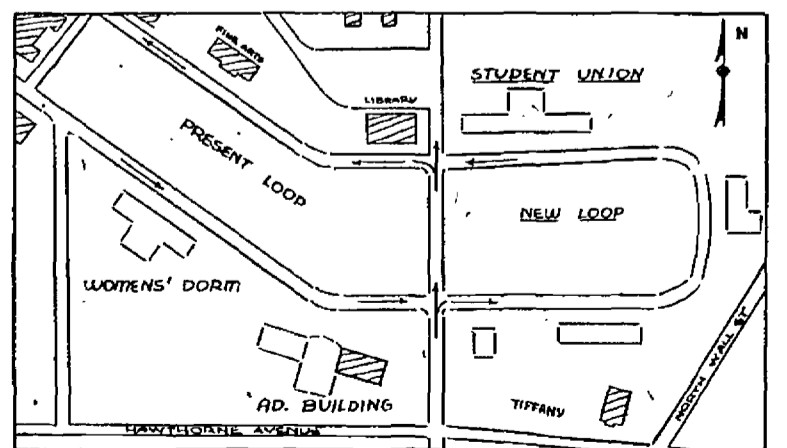 N
FINE ARTS
STUDENT UNION
LIBRARY
PRESENT LOOP
NEW LOOP
WOMENS' DORM
NORTH WALL ST
AD. BUILDING
TIFFANY
HAWTHORNE AVENUE